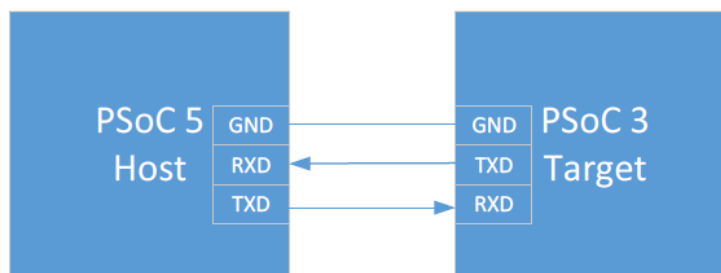 PSoC 5
Host
GND
RXD
TXD
GND
TXD
RXD
PSoC 3
Target